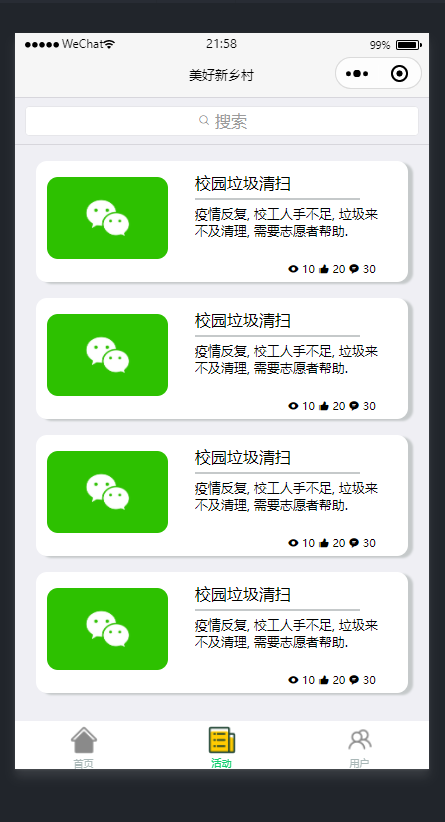 WeChat 21:58 99%
美好新乡村
搜索
校园垃圾清扫
疫情反复, 校工人手不足, 垃圾来
不及清理, 需要志愿者帮助.
10 20 30
校园垃圾清扫
疫情反复, 校工人手不足, 垃圾来
不及清理, 需要志愿者帮助.
10 20 30
校园垃圾清扫
疫情反复, 校工人手不足, 垃圾来
不及清理, 需要志愿者帮助.
10 20 30
校园垃圾清扫
疫情反复, 校工人手不足, 垃圾来
不及清理, 需要志愿者帮助.
10 20 30
首页 活动 用户